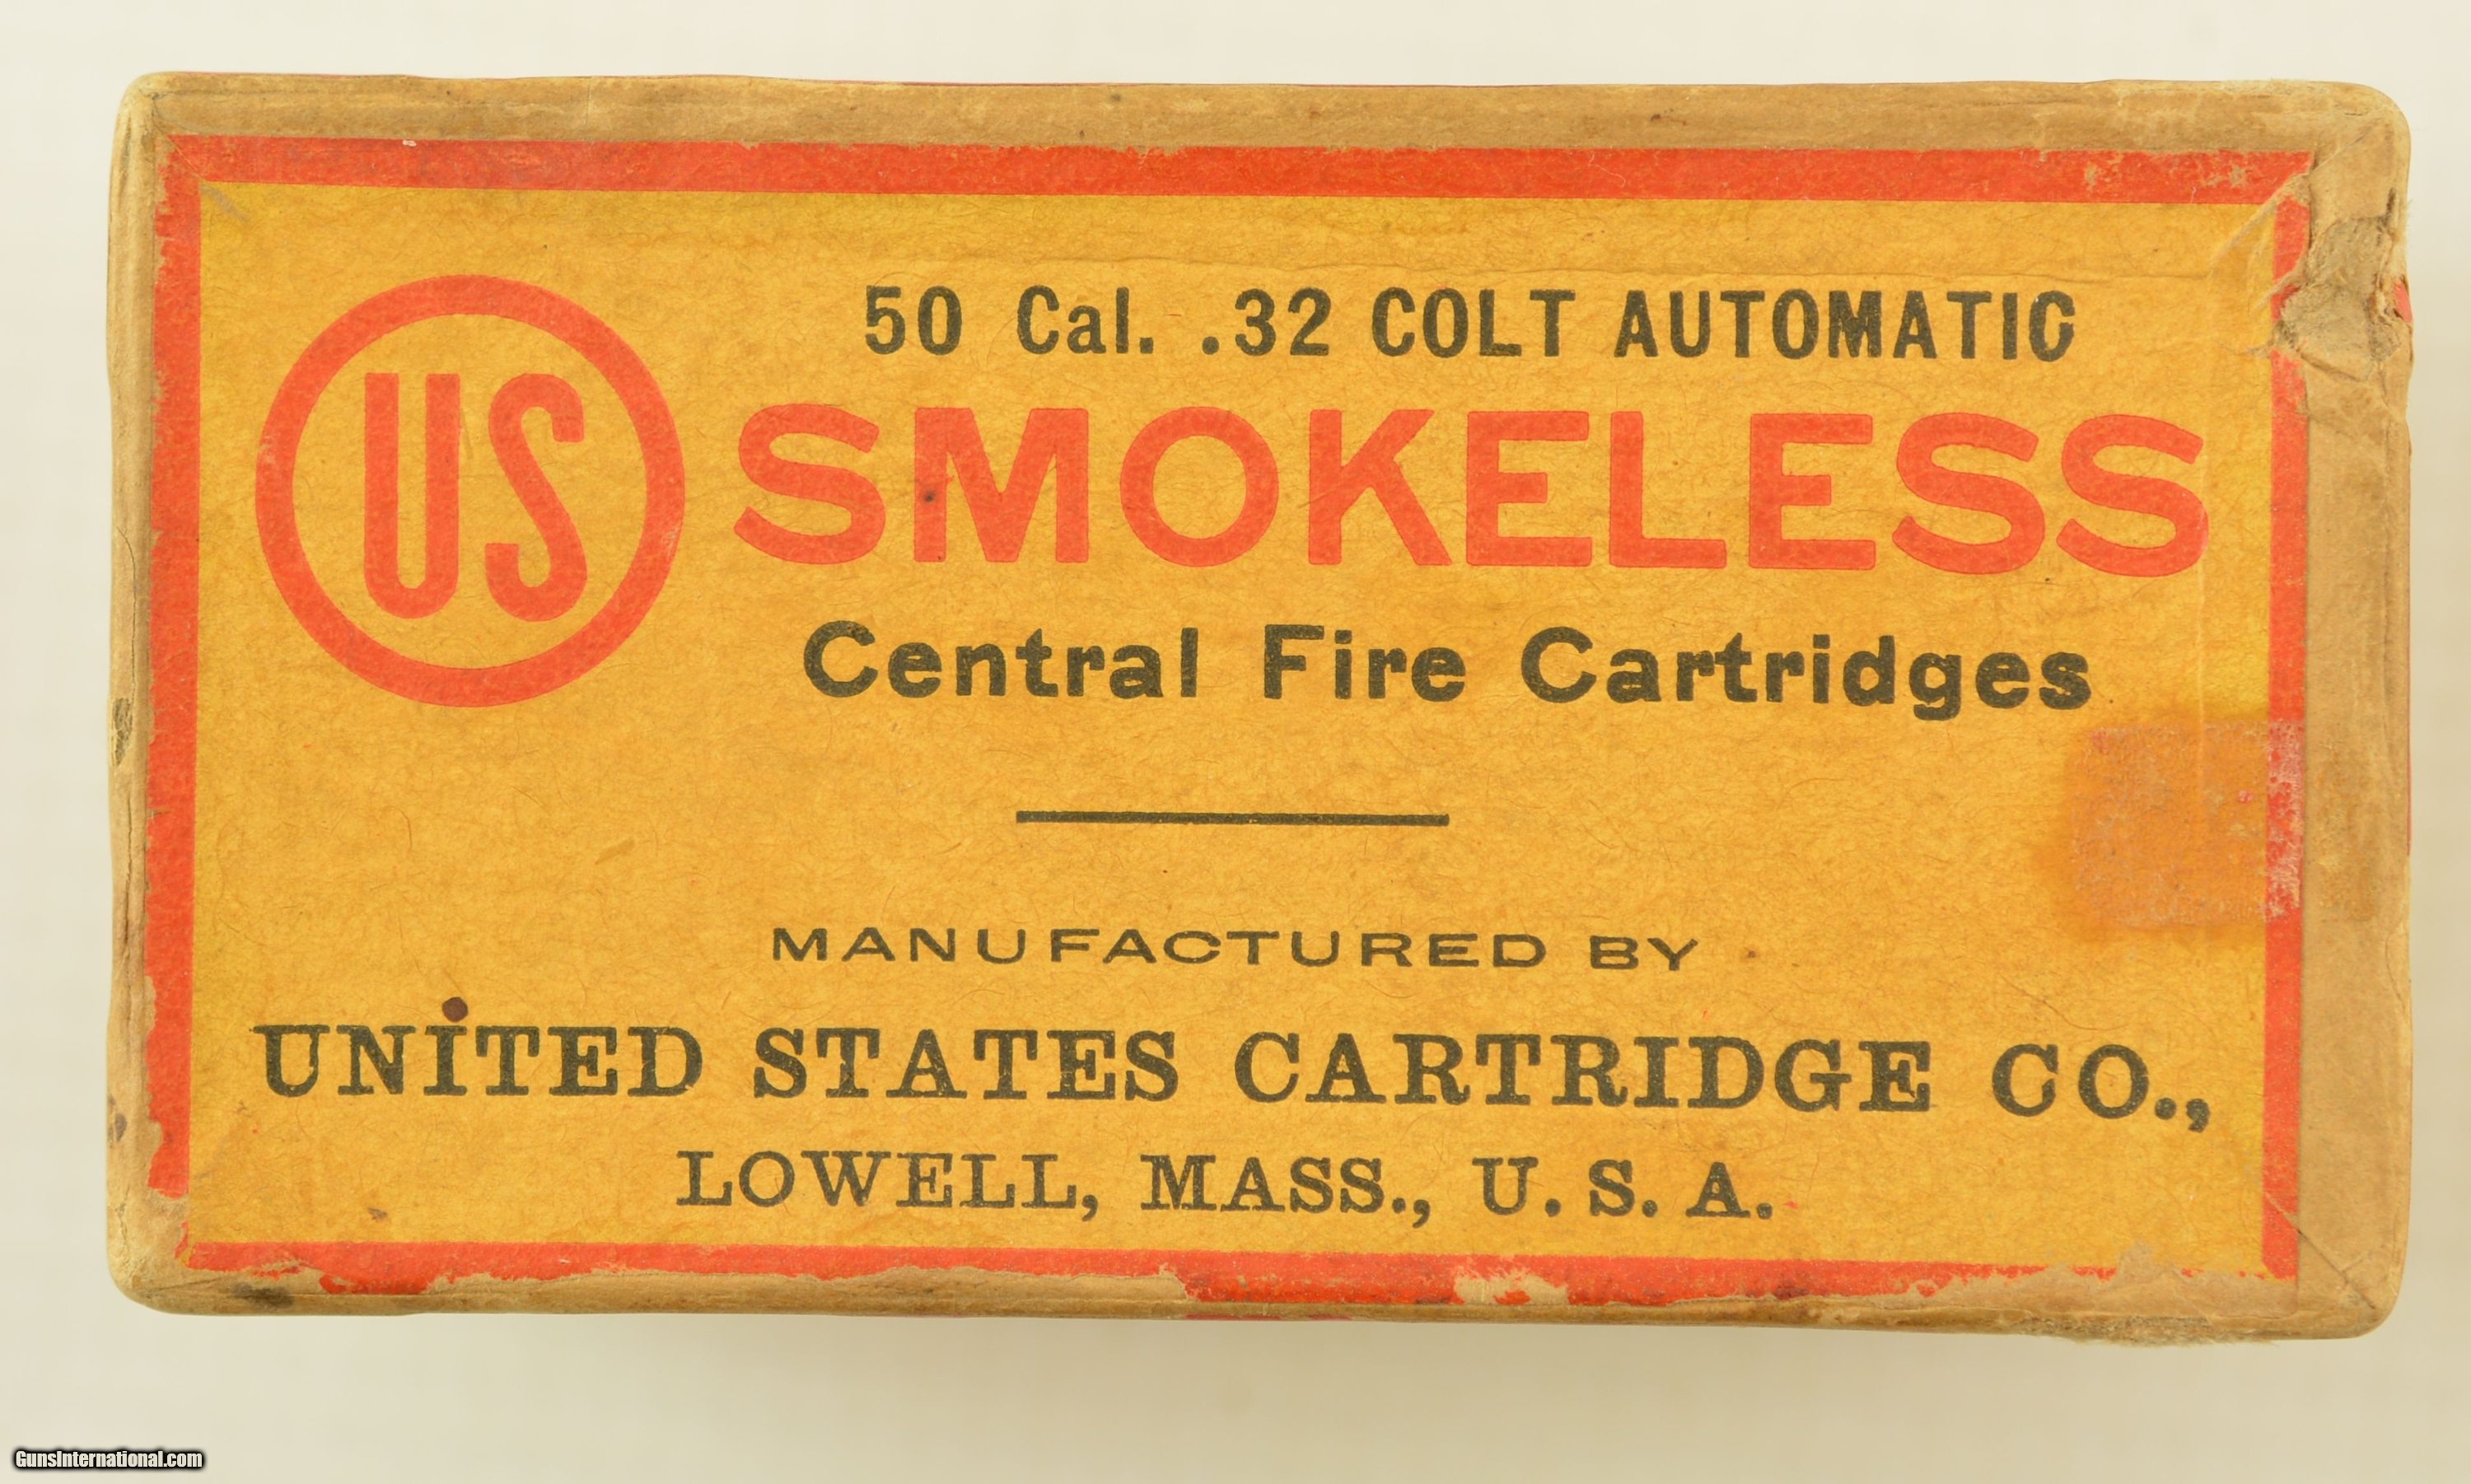 US
50 Cal. .32 COLT AUTOMATIC
SMOKELESS
Central Fire Cartridges
MANUFACTURED BY
UNITED STATES CARTRIDGE CO.,
LOWELL, MASS., U. S. A.
GunsInternational.com